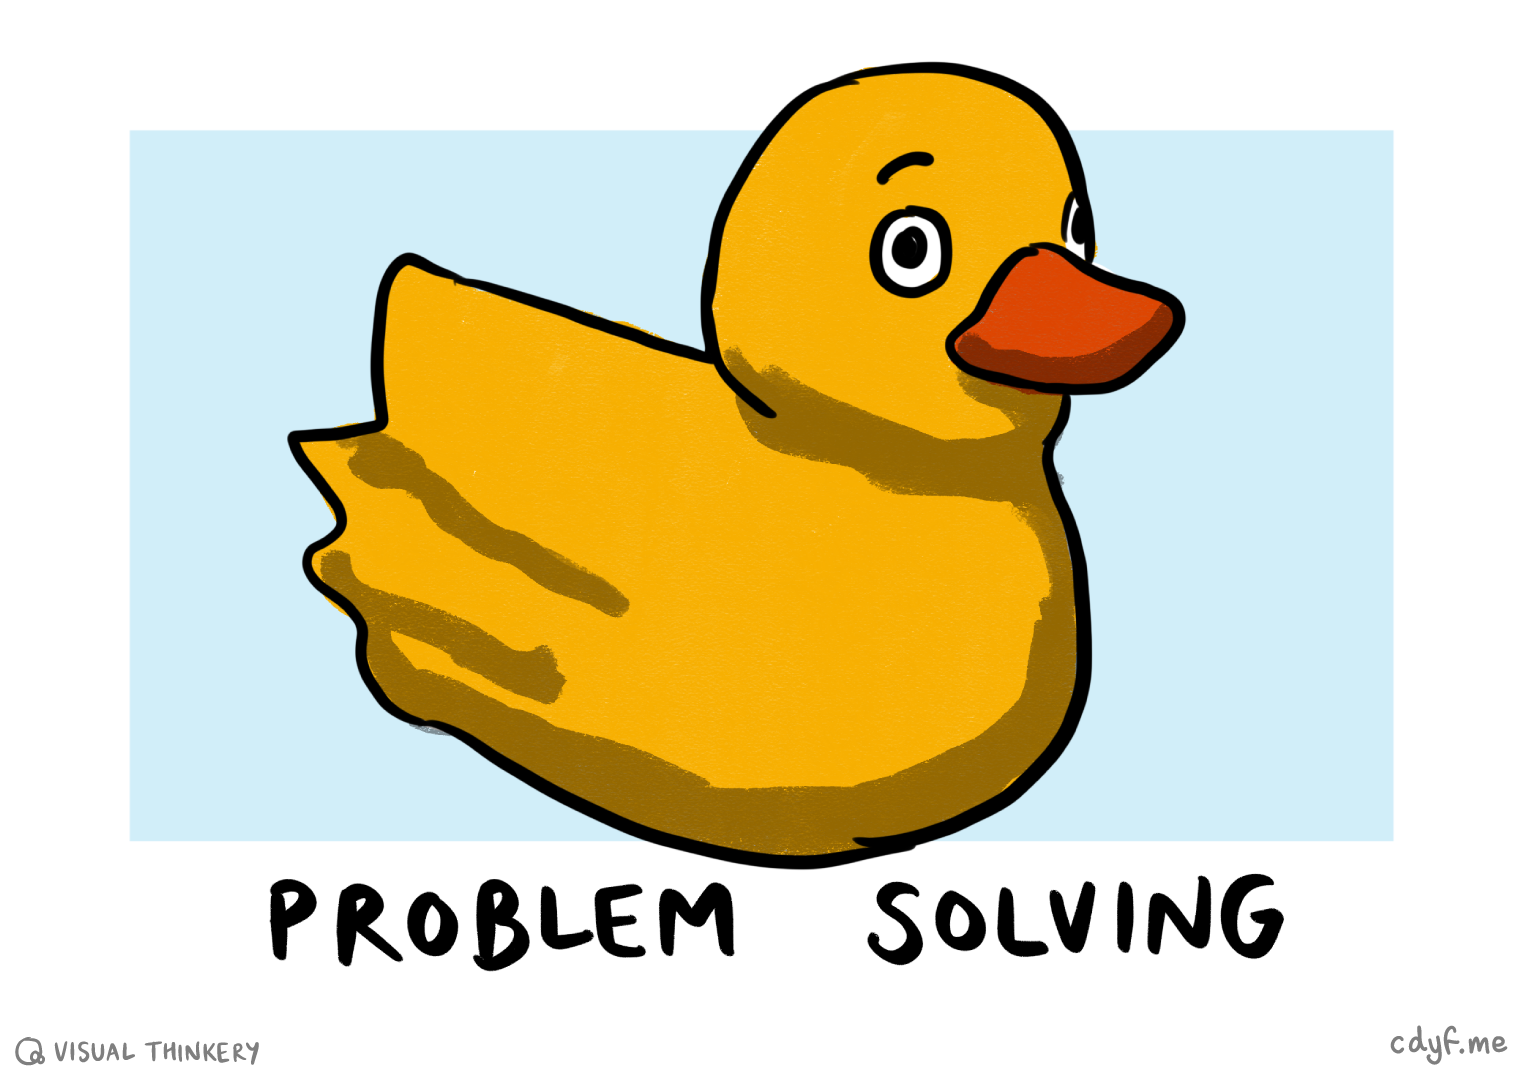 PROBLEM SOLVING
@ VISUAL THINKERY
cdyf.me